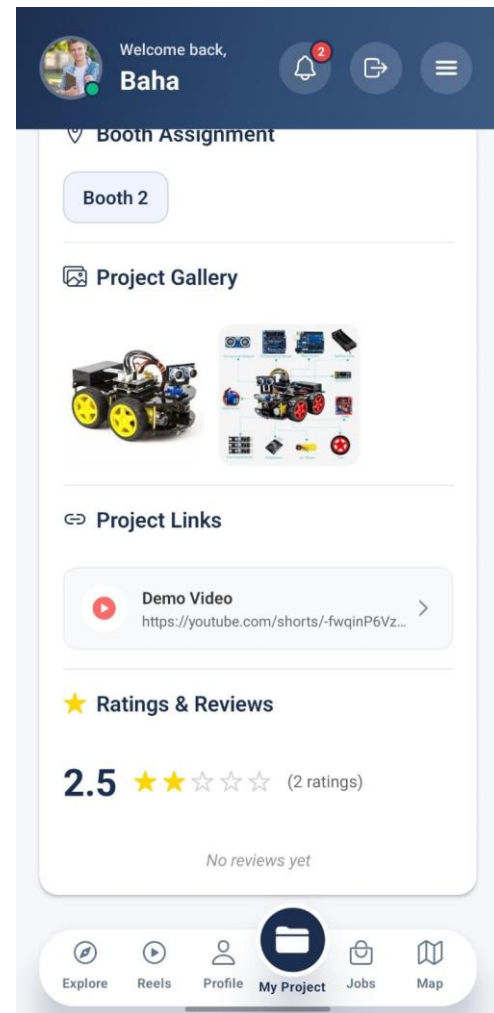 Welcome back,
Baha
2
Booth Assignment
Booth 2
Project Gallery
Project Links
Demo Video
https://youtube.com/shorts/-fwqinP6Vz...
Ratings & Reviews
2.5 (2 ratings)
No reviews yet
Explore Reels Profile My Project Jobs Map